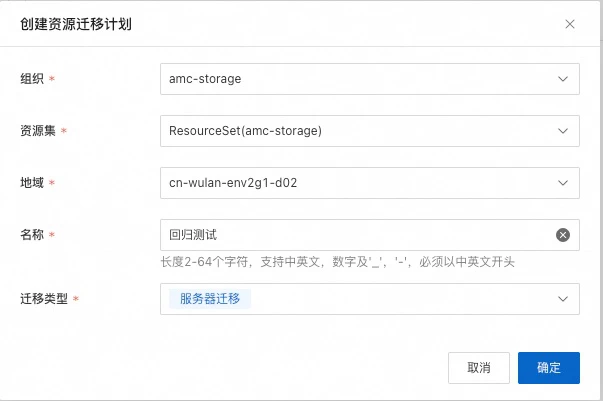 创建资源迁移计划
组织 *
amc-storage
资源集 *
ResourceSet(amc-storage)
地域 *
cn-wulan-env2g1-d02
名称 *
回归测试
长度2-64个字符，支持中英文，数字及'_'，'-'，必须以中英文开头
迁移类型 *
服务器迁移
取消
确定